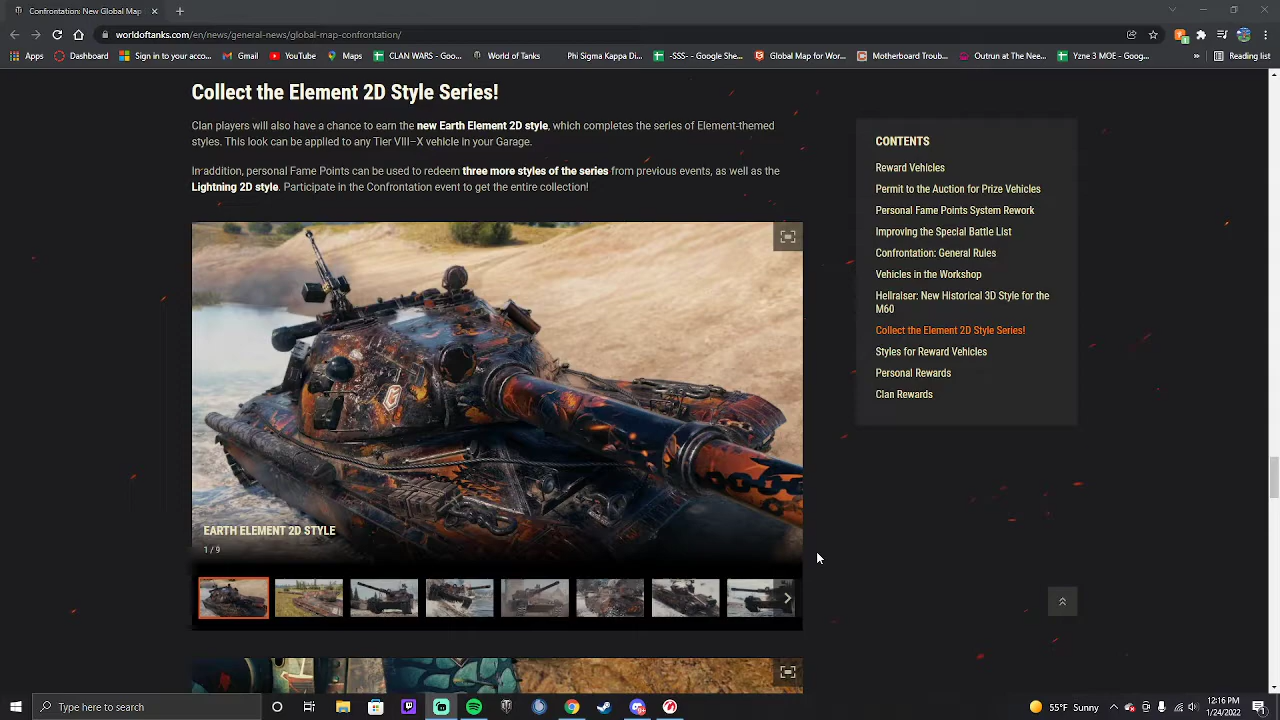 Confrontation: New Global Map
worldoftanks.com/en/news/general-news/global-map-confrontation/
Apps
Dashboard
Sign in to your acco...
Gmail
YouTube
Maps
CLAN WARS - Goo...
World of Tanks
Phi Sigma Kappa Di...
-SSS- - Google She...
Global Map for Wor...
Motherboard Troub...
Outrun at The Nee...
Yzne 3 MOE - Goog...
Reading list
Collect the Element 2D Style Series!
Clan players will also have a chance to earn the new Earth Element 2D style, which completes the series of Element-themed
styles. This look can be applied to any Tier VIII–X vehicle in your Garage.
In addition, personal Fame Points can be used to redeem three more styles of the series from previous events, as well as the
Lightning 2D style. Participate in the Confrontation event to get the entire collection!
EARTH ELEMENT 2D STYLE
1 / 9
CONTENTS
Reward Vehicles
Permit to the Auction for Prize Vehicles
Personal Fame Points System Rework
Improving the Special Battle List
Confrontation: General Rules
Vehicles in the Workshop
Hellraiser: New Historical 3D Style for the
M60
Collect the Element 2D Style Series!
Styles for Reward Vehicles
Personal Rewards
Clan Rewards
Type here to search
55°F Sunny
12:16 PM
1/24/2022